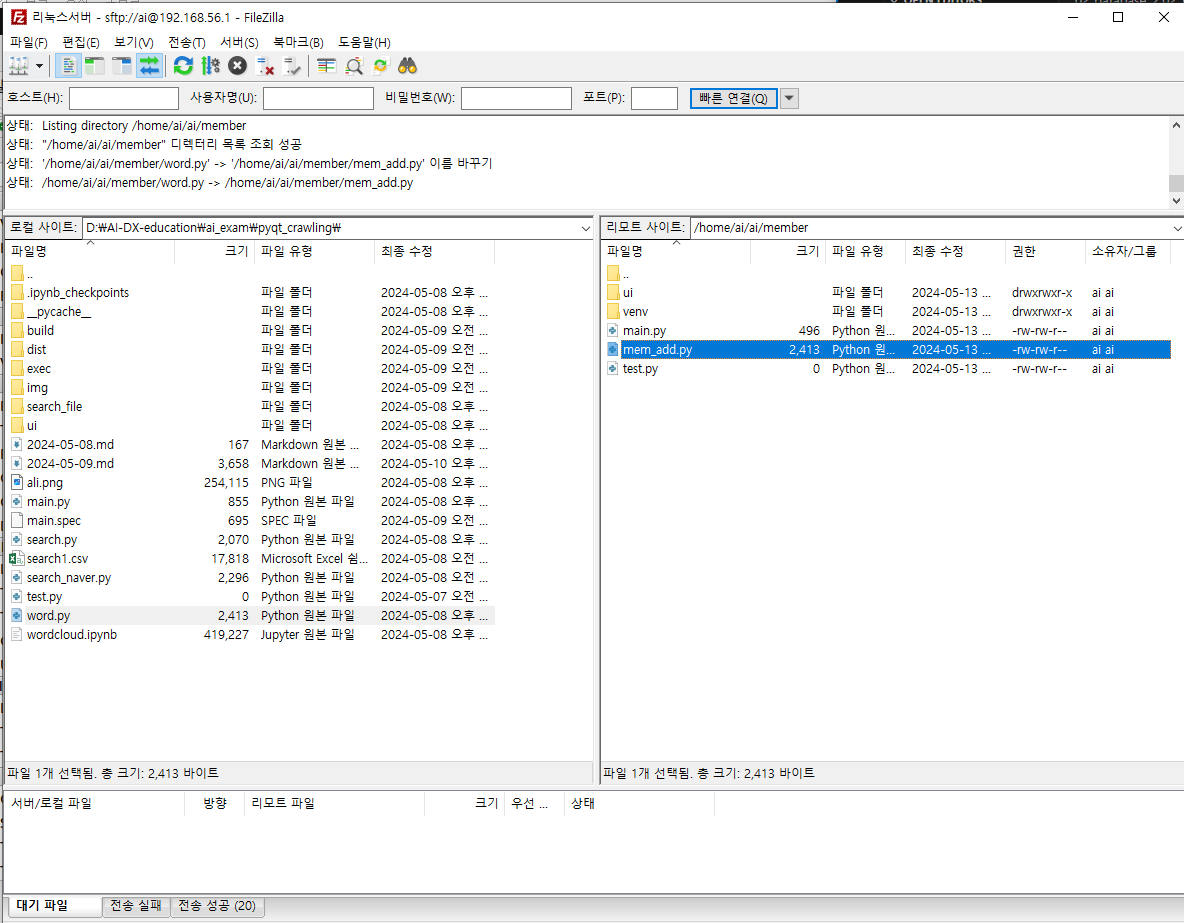 리눅스서버 - sftp://ai@192.168.56.1 - FileZilla
파일(F) 편집(E) 보기(V) 전송(T) 서버(S) 북마크(B) 도움말(H)
호스트(H): 사용자명(U): 비밀번호(W): 포트(P): 빠른 연결(Q)
상태: Listing directory /home/ai/ai/member
상태: "/home/ai/ai/member" 디렉터리 목록 조회 성공
상태: '/home/ai/ai/member/word.py' -> '/home/ai/ai/member/mem_add.py' 이름 바꾸기
상태: /home/ai/ai/member/word.py -> /home/ai/ai/member/mem_add.py
로컬 사이트: D:₩AI-DX-education₩ai_exam₩pyqt_crawling₩
파일명 크기 파일 유형 최종 수정
..
.ipynb_checkpoints 파일 폴더 2024-05-08 오후 ...
__pycache__ 파일 폴더 2024-05-08 오후 ...
build 파일 폴더 2024-05-09 오전 ...
dist 파일 폴더 2024-05-09 오전 ...
exec 파일 폴더 2024-05-09 오전 ...
img 파일 폴더 2024-05-09 오후 ...
search_file 파일 폴더 2024-05-08 오후 ...
ui 파일 폴더 2024-05-08 오후 ...
2024-05-08.md 167 Markdown 원본 ... 2024-05-08 오후 ...
2024-05-09.md 3,658 Markdown 원본 ... 2024-05-10 오후 ...
ali.png 254,115 PNG 파일 2024-05-08 오후 ...
main.py 855 Python 원본 파일 2024-05-08 오후 ...
main.spec 695 SPEC 파일 2024-05-09 오전 ...
search.py 2,070 Python 원본 파일 2024-05-08 오후 ...
search1.csv 17,818 Microsoft Excel 쉼... 2024-05-08 오전 ...
search_naver.py 2,296 Python 원본 파일 2024-05-08 오전 ...
test.py 0 Python 원본 파일 2024-05-07 오전 ...
word.py 2,413 Python 원본 파일 2024-05-08 오후 ...
wordcloud.ipynb 419,227 Jupyter 원본 파일 2024-05-08 오후 ...
파일 1개 선택됨. 총 크기: 2,413 바이트
리모트 사이트: /home/ai/ai/member
파일명 크기 파일 유형 최종 수정 권한 소유자/그룹
..
ui 파일 폴더 2024-05-13 ... drwxrwxr-x ai ai
venv 파일 폴더 2024-05-13 ... drwxrwxr-x ai ai
main.py 496 Python 원... 2024-05-13 ... -rw-rw-r-- ai ai
mem_add.py 2,413 Python 원... 2024-05-13 ... -rw-rw-r-- ai ai
test.py 0 Python 원... 2024-05-13 ... -rw-rw-r-- ai ai
파일 1개 선택됨. 총 크기: 2,413 바이트
서버/로컬 파일 방향 리모트 파일 크기 우선 ... 상태
대기 파일 전송 실패 전송 성공 (20)